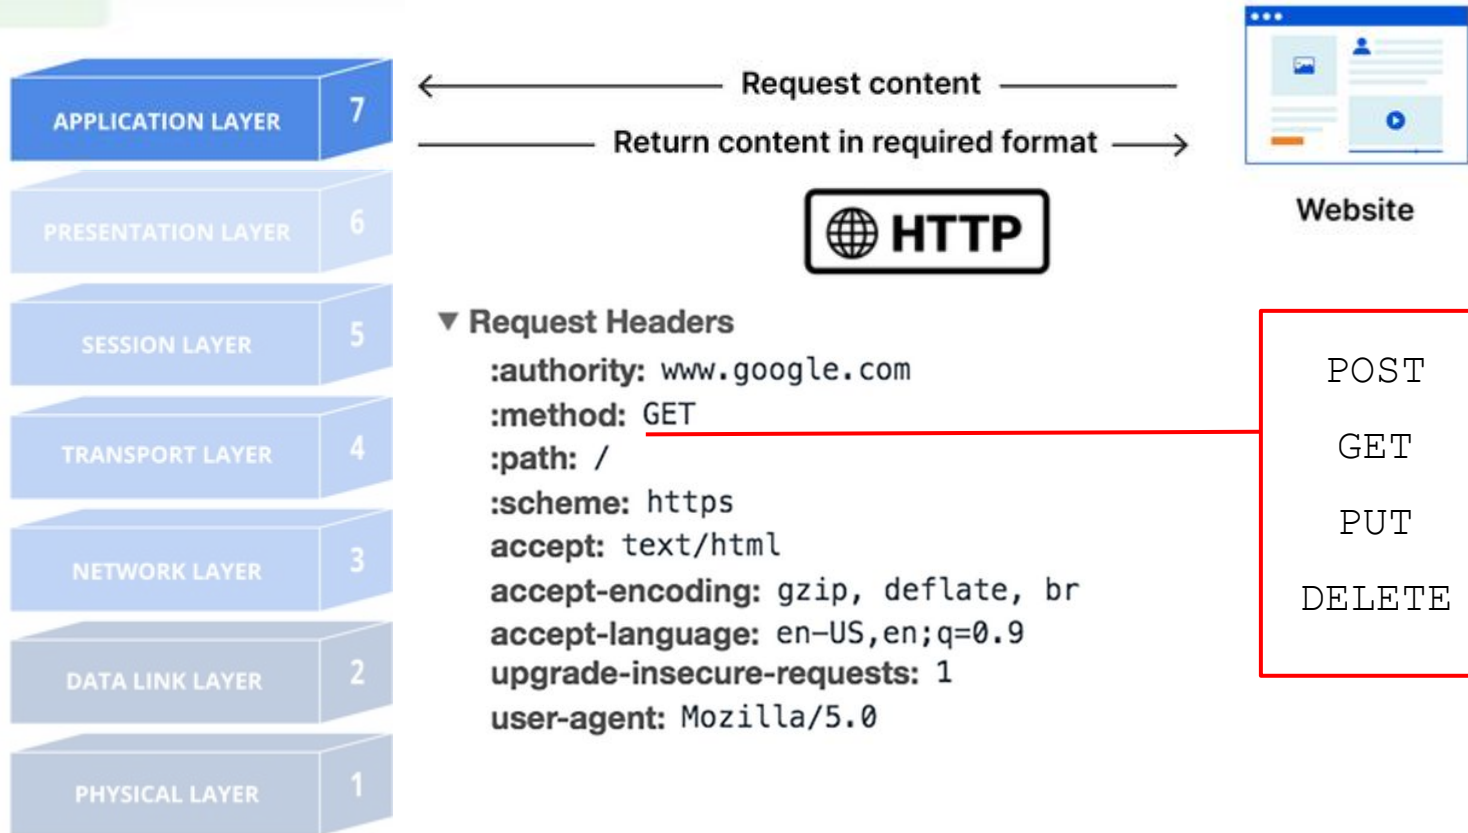 APPLICATION LAYER 7
PRESENTATION LAYER 6
SESSION LAYER 5
TRANSPORT LAYER 4
NETWORK LAYER 3
DATA LINK LAYER 2
PHYSICAL LAYER 1
Request content
Return content in required format
HTTP
Website
▼ Request Headers
:authority: www.google.com
:method: GET
:path: /
:scheme: https
accept: text/html
accept-encoding: gzip, deflate, br
accept-language: en-US,en;q=0.9
upgrade-insecure-requests: 1
user-agent: Mozilla/5.0
POST
GET
PUT
DELETE